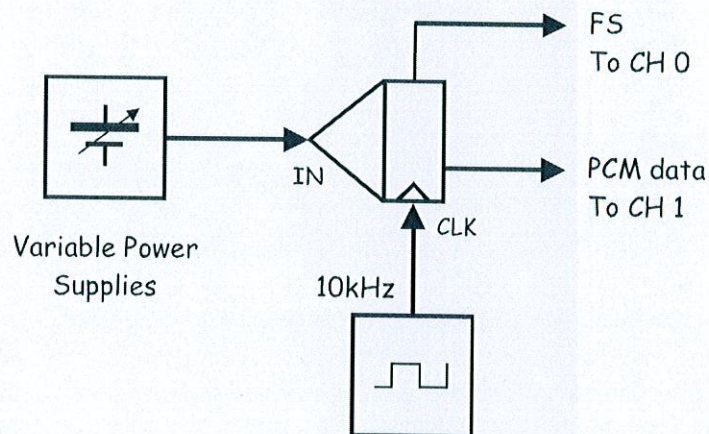 FS
To CH 0
IN
PCM data
To CH 1
CLK
Variable Power
Supplies
10kHz